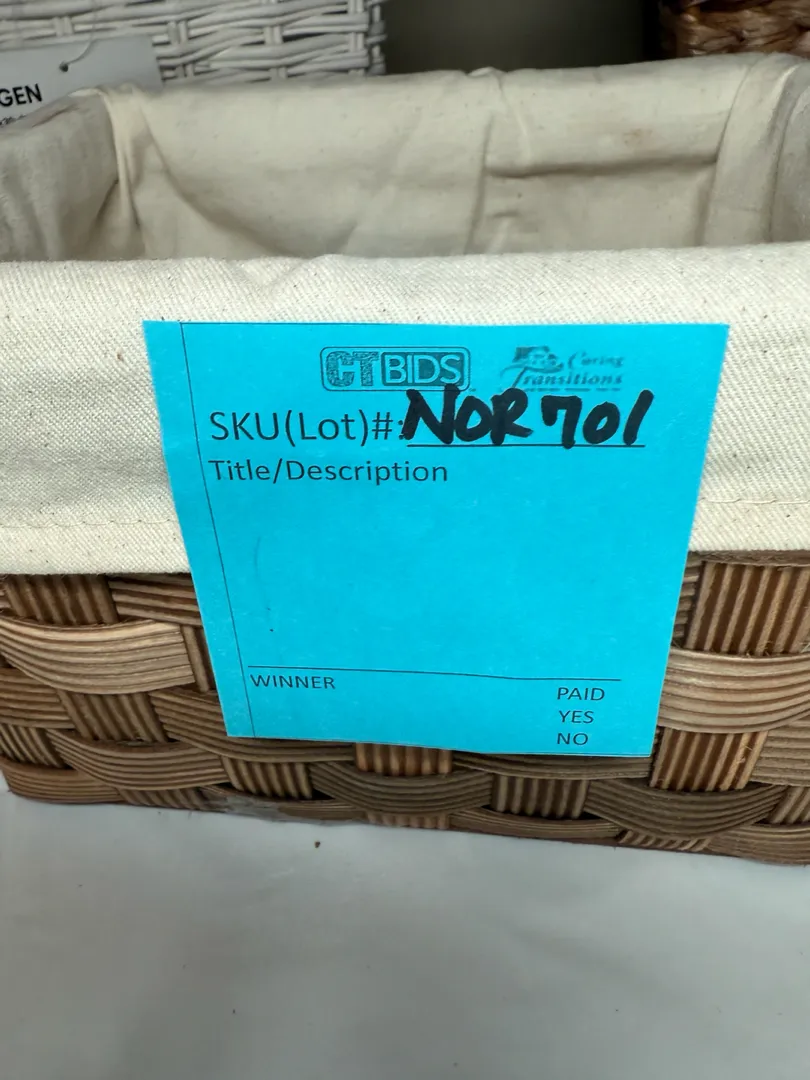 GEN
CTBIDS
Caring
Transitions
SKU(Lot)#: NOR701
Title/Description
WINNER
PAID
YES
NO